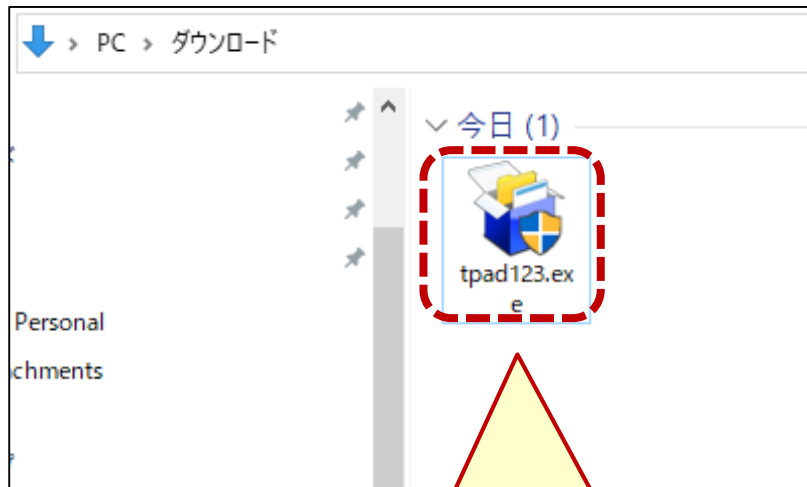 PC > ダウンロード
今日 (1)
tpad123.ex
e
Personal
chments